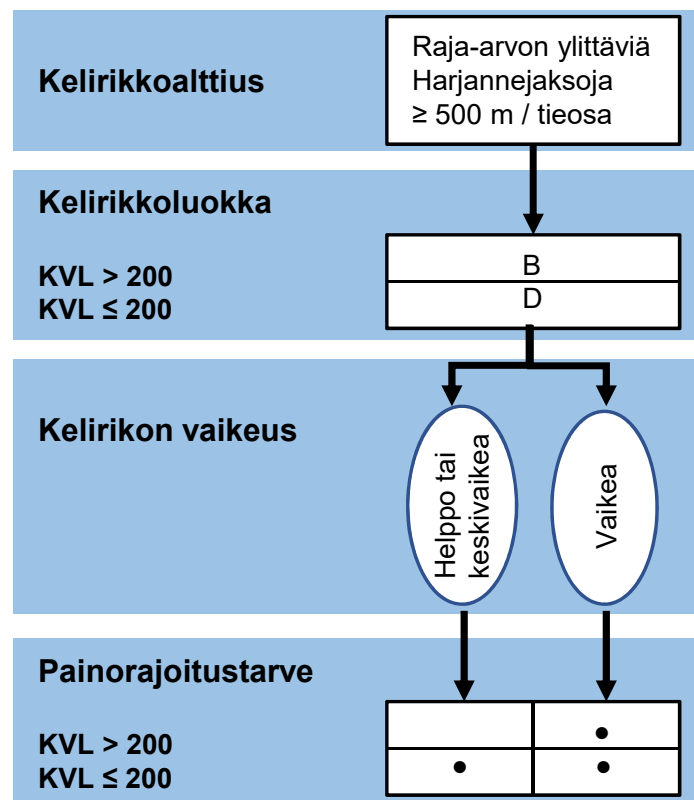 Kelirikkoalttius
Raja-arvon ylittäviä
Harjannejaksoja
≥ 500 m / tieosa
Kelirikkoluokka
KVL > 200
KVL ≤ 200
B
D
Kelirikon vaikeus
Helppo tai
keskivaikea
Vaikea
Painorajoitustarve
KVL > 200
KVL ≤ 200